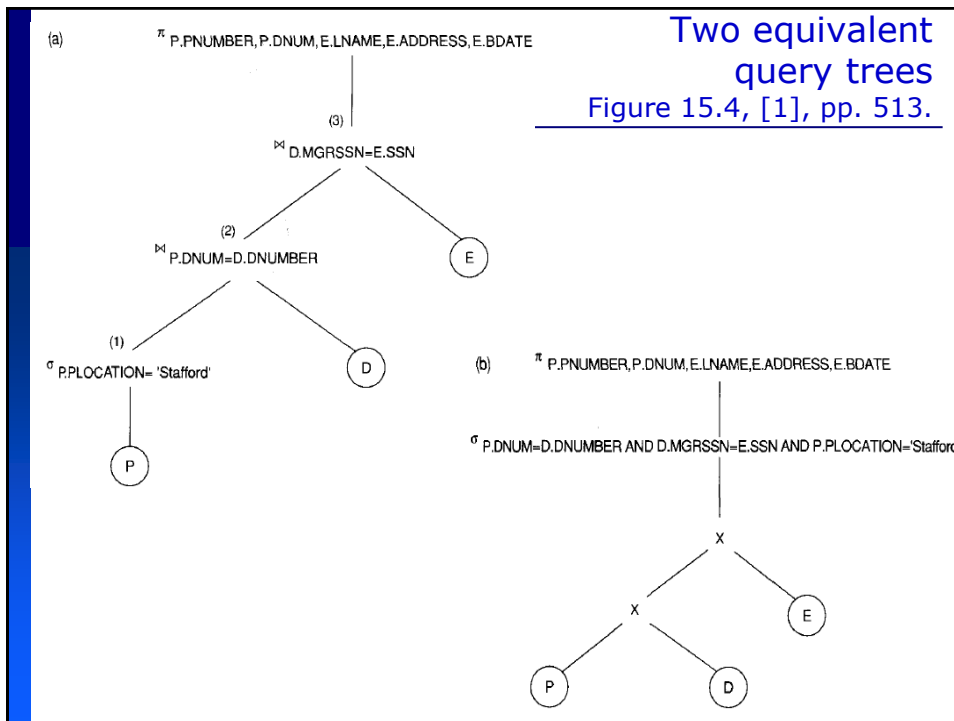 Two equivalent
query trees
Figure 15.4, [1], pp. 513.
(a)
π P.PNUMBER,P.DNUM,E.LNAME,E.ADDRESS,E.BDATE
(3)
⋈ D.MGRSSN=E.SSN
(2)
⋈ P.DNUM=D.DNUMBER
E
(1)
σ P.PLOCATION= 'Stafford'
D
P
(b)
π P.PNUMBER,P.DNUM,E.LNAME,E.ADDRESS,E.BDATE
σ P.DNUM=D.DNUMBER AND D.MGRSSN=E.SSN AND P.PLOCATION='Stafford
X
X
E
P
D